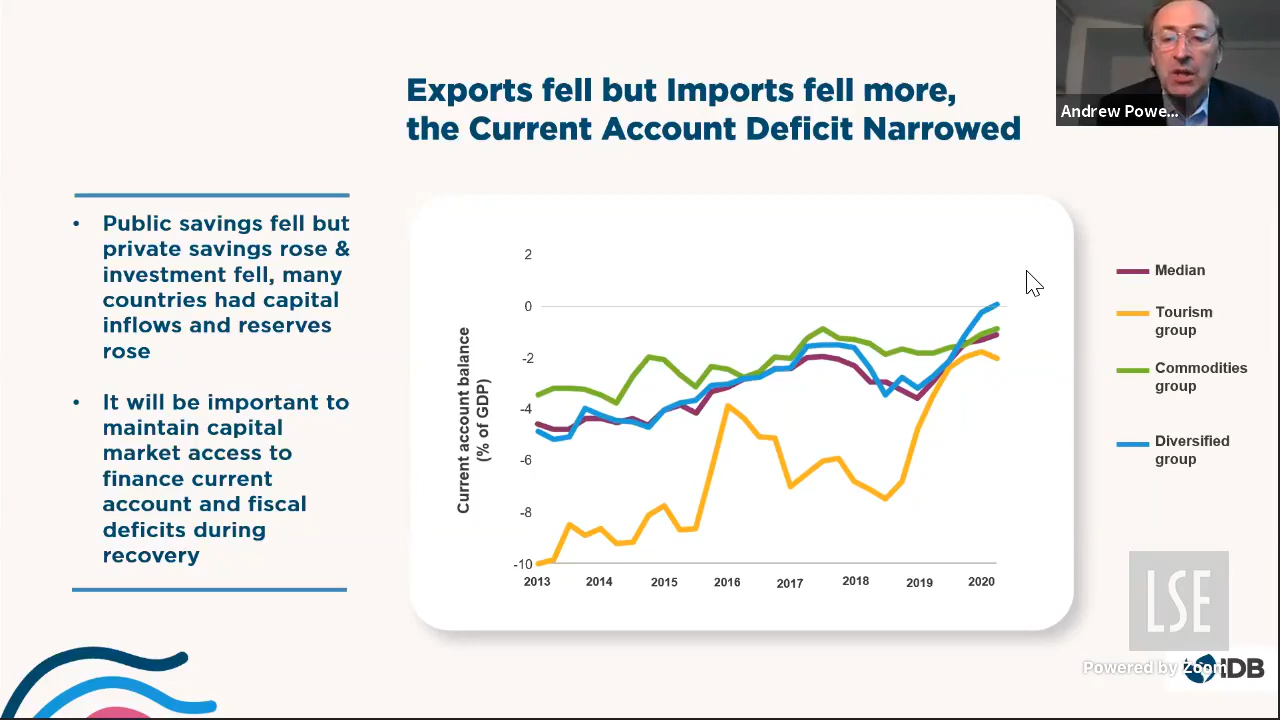 Exports fell but Imports fell more,
the Current Account Deficit Narrowed
Andrew Powe...
• Public savings fell but
private savings rose &
investment fell, many
countries had capital
inflows and reserves
rose
• It will be important to
maintain capital
market access to
finance current
account and fiscal
deficits during
recovery
Current account balance
(% of GDP)
2
0
-2
-4
-6
-8
-10
2013 2014 2015 2016 2017 2018 2019 2020
Median
Tourism
group
Commodities
group
Diversified
group
LSE
Powered by Zoom
IDB